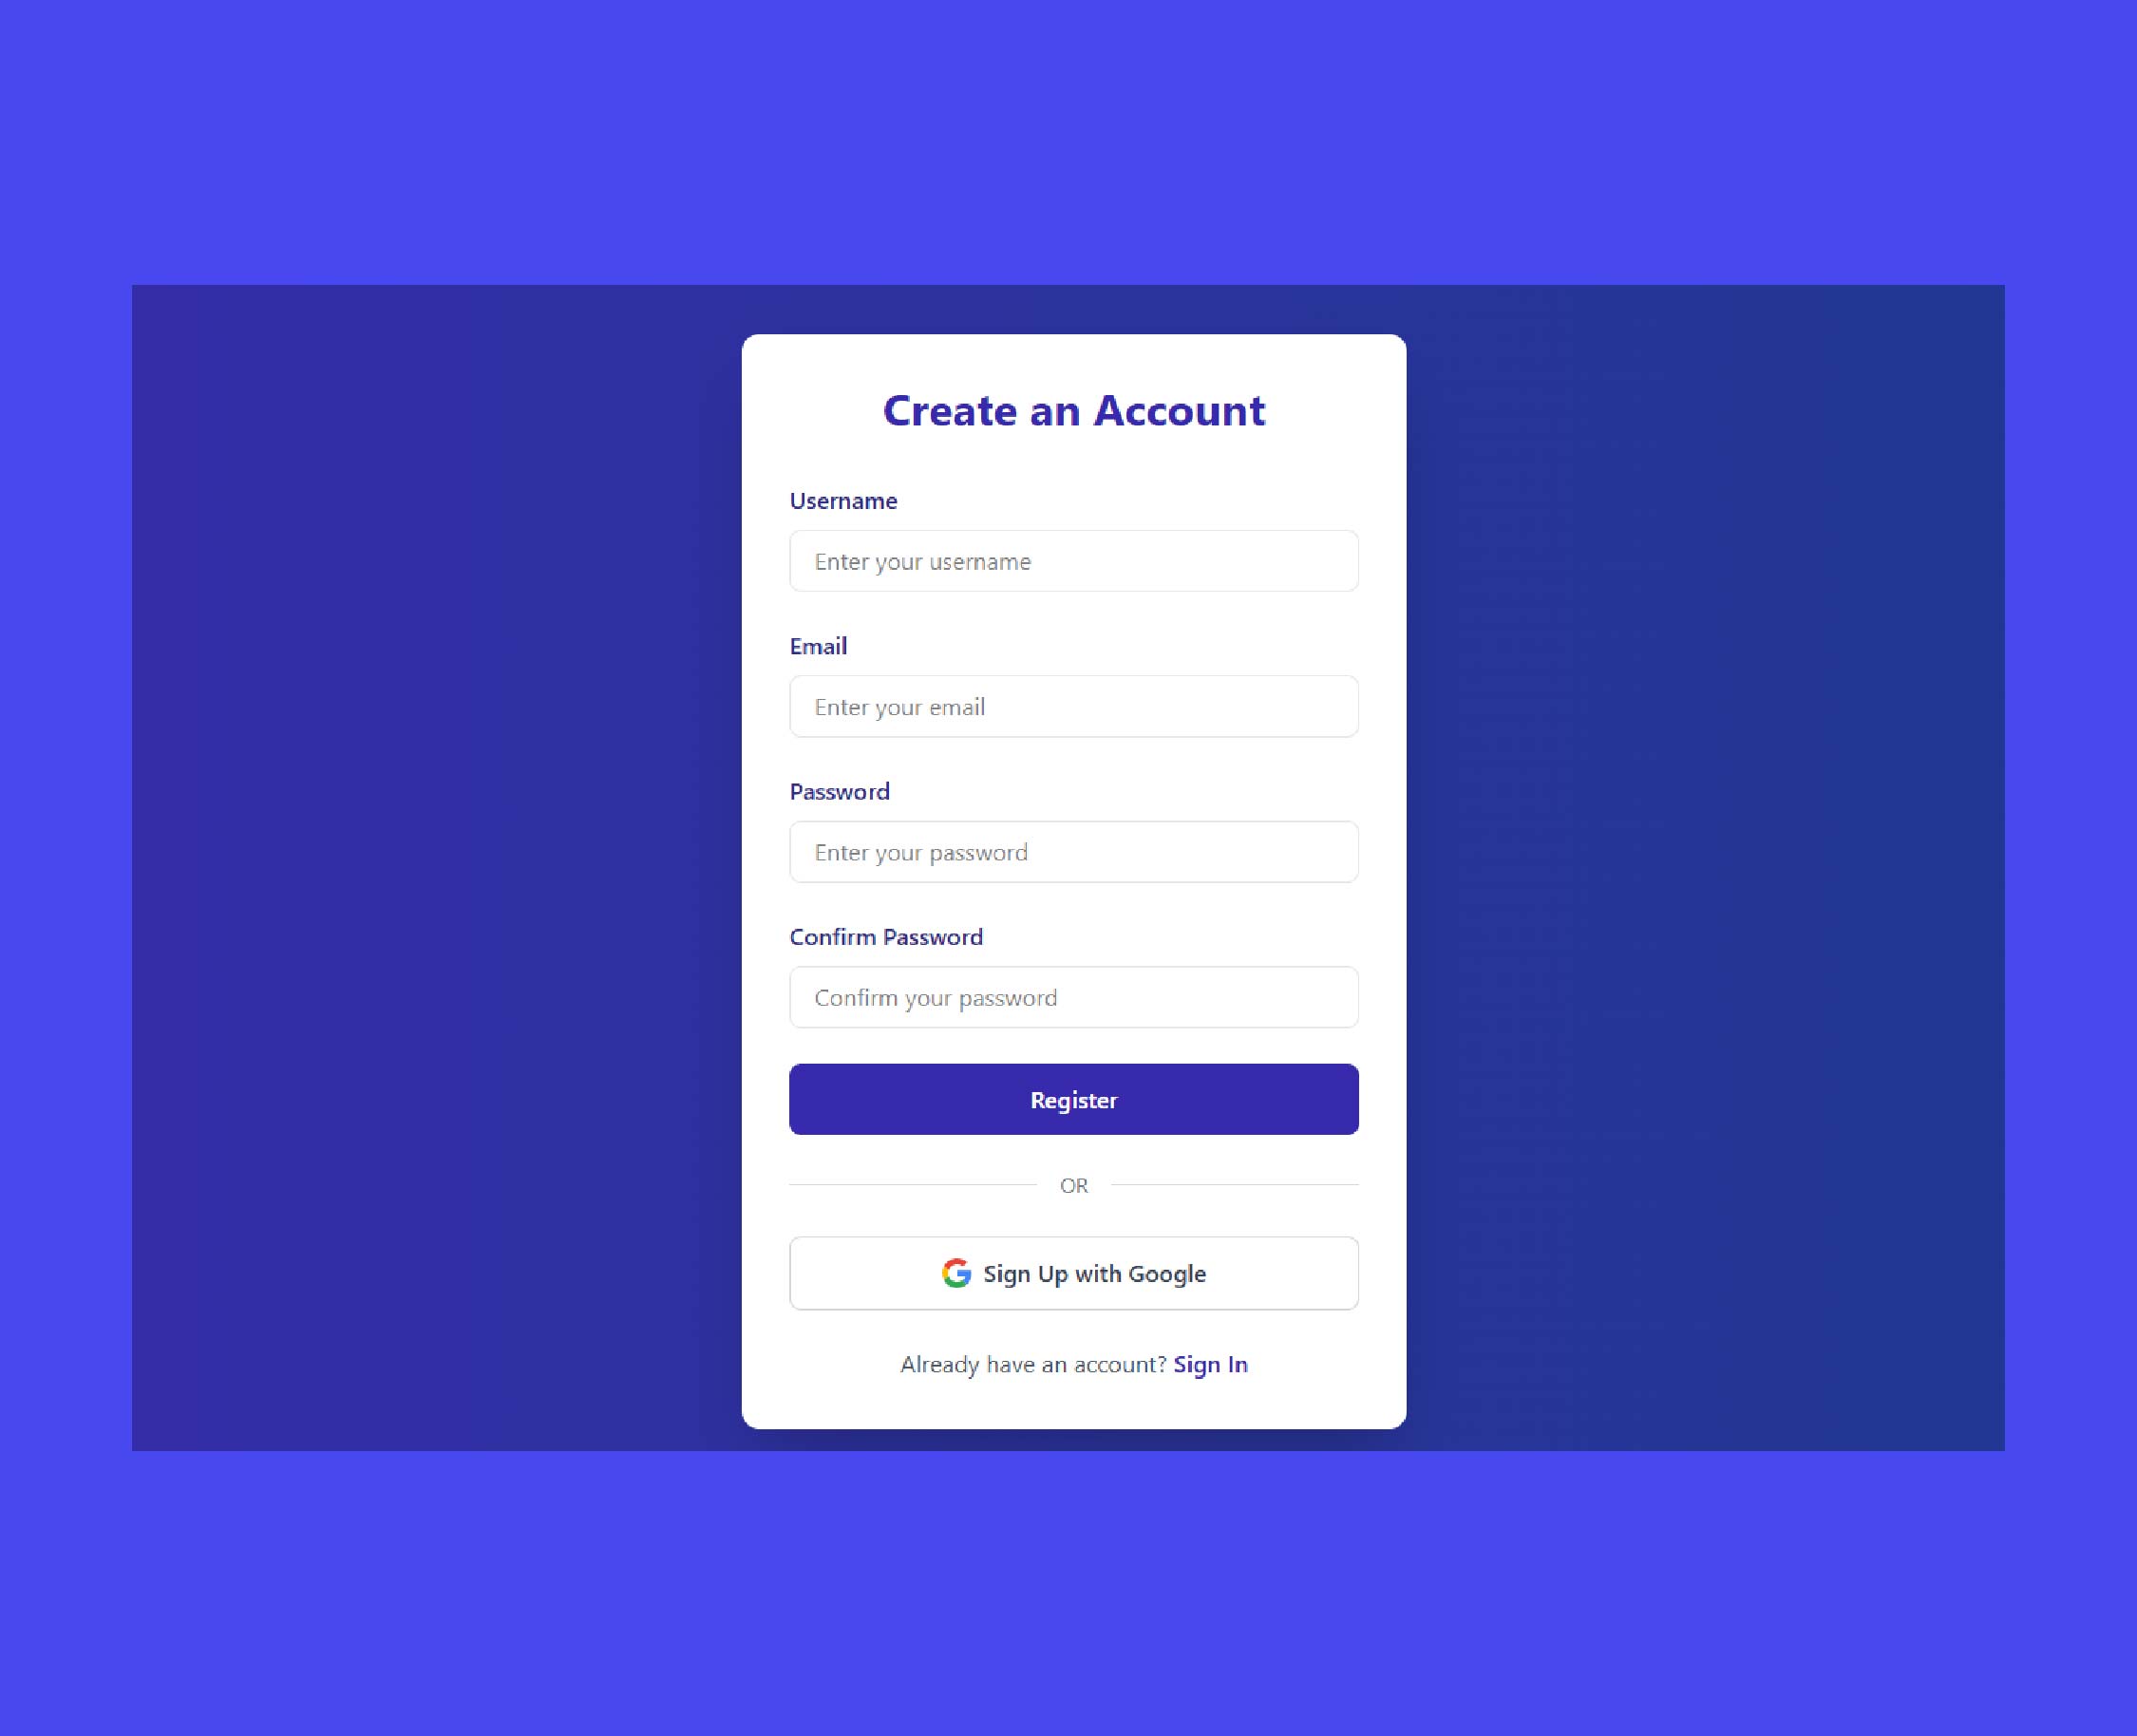 Create an Account
Username
Enter your username
Email
Enter your email
Password
Enter your password
Confirm Password
Confirm your password
Register
OR
Sign Up with Google
Already have an account? Sign In